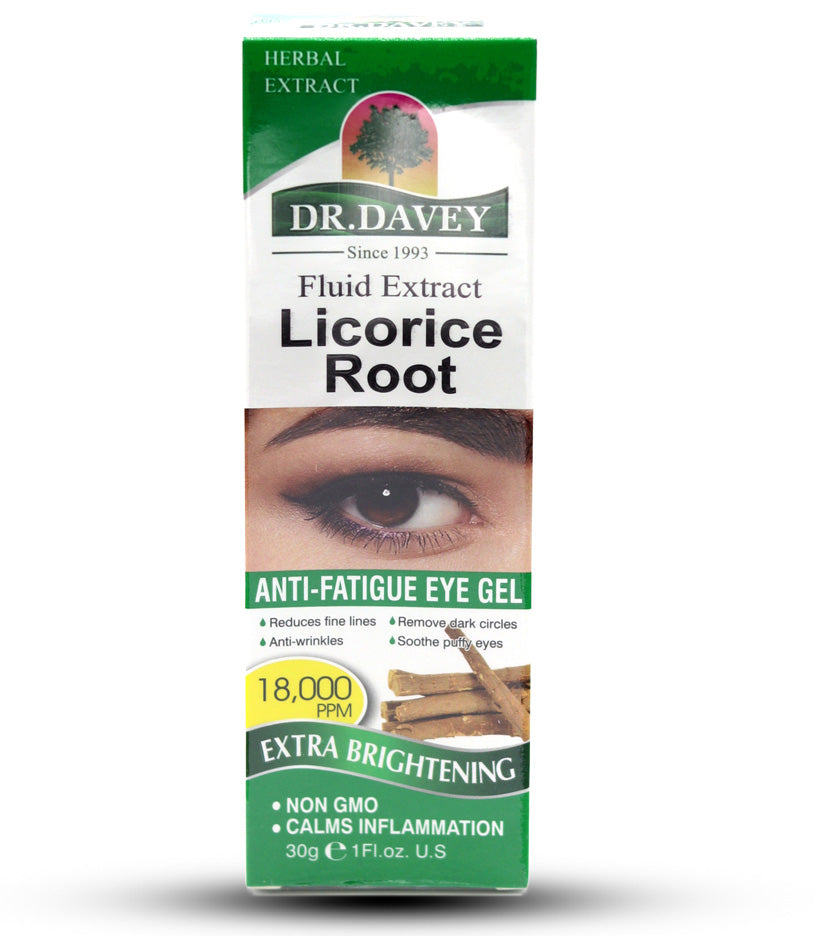 HERBAL
EXTRACT
DR.DAVEY
Since 1993
Fluid Extract
Licorice
Root
ANTI-FATIGUE EYE GEL
Reduces fine lines
Remove dark circles
Anti-wrinkles
Soothe puffy eyes
18,000
PPM
EXTRA BRIGHTENING
• NON GMO
• CALMS INFLAMMATION
30g ℮ 1Fl.oz. U.S